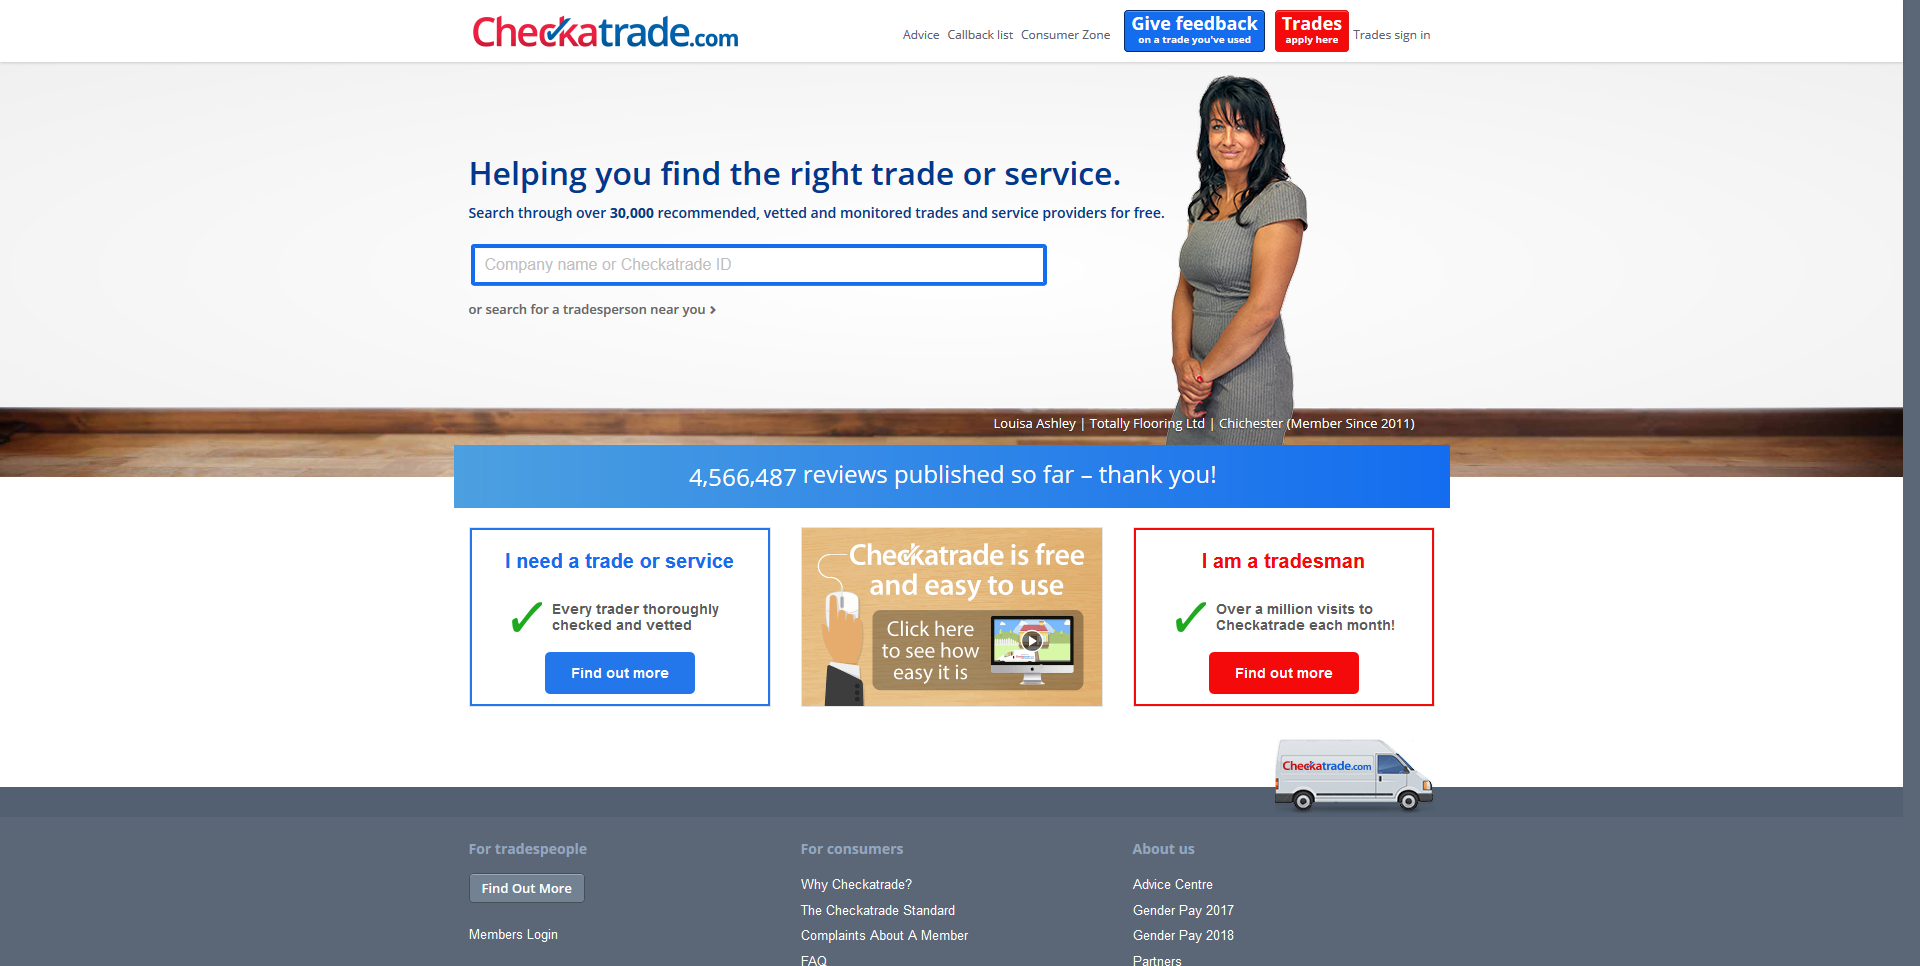 Checkatrade.com
Advice Callback list Consumer Zone
Give feedback
on a trade you've used
Trades
apply here
Trades sign in
Helping you find the right trade or service.
Search through over 30,000 recommended, vetted and monitored trades and service providers for free.
Company name or Checkatrade ID
or search for a tradesperson near you
Louisa Ashley | Totally Flooring Ltd | Chichester (Member Since 2011)
4,566,487 reviews published so far – thank you!
I need a trade or service
Every trader thoroughly
checked and vetted
Find out more
Checkatrade is free
and easy to use
Click here
to see how
easy it is
I am a tradesman
Over a million visits to
Checkatrade each month!
Find out more
Checkatrade.com
For tradespeople
Find Out More
Members Login
For consumers
Why Checkatrade?
The Checkatrade Standard
Complaints About A Member
FAQ
About us
Advice Centre
Gender Pay 2017
Gender Pay 2018
Partners